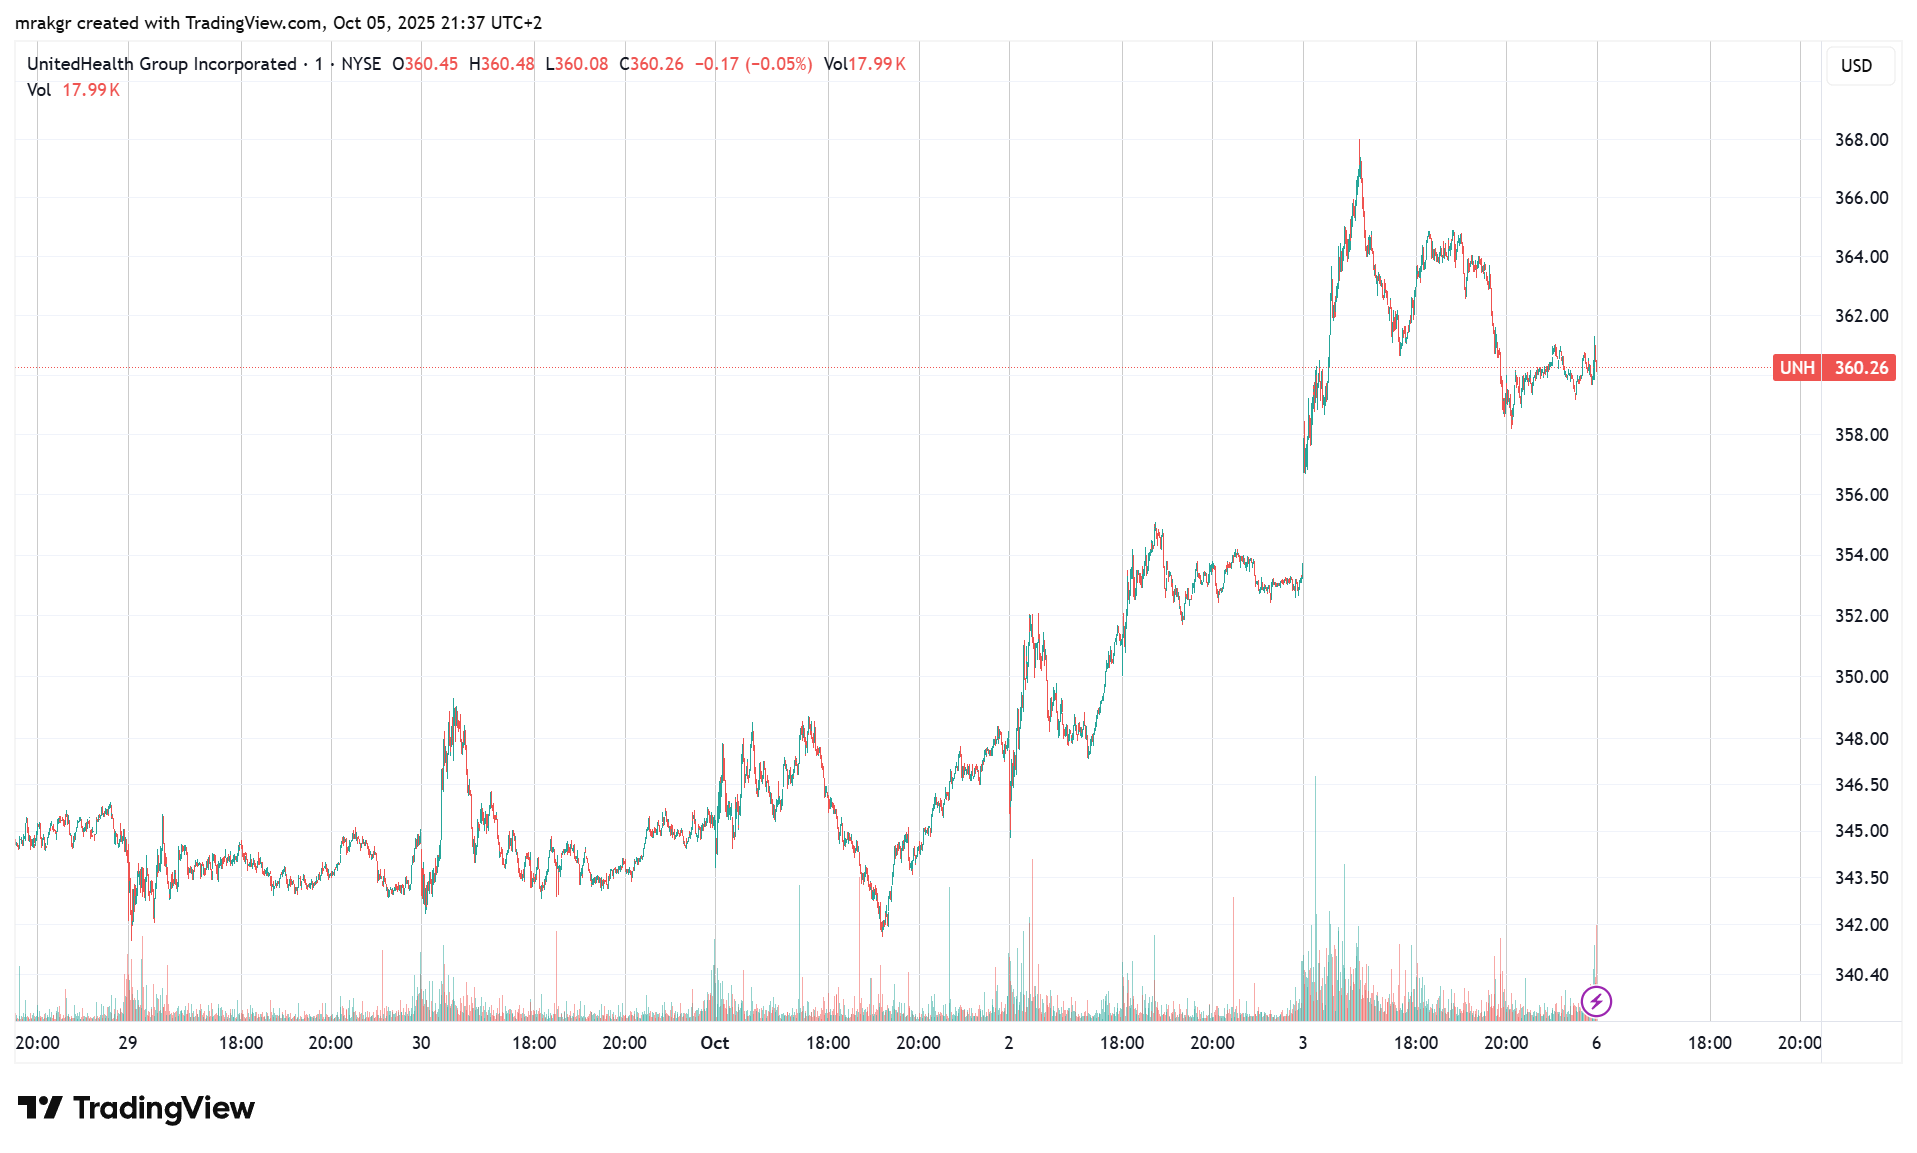 mrakgr created with TradingView.com, Oct 05, 2025 21:37 UTC+2
UnitedHealth Group Incorporated · 1 · NYSE O360.45 H360.48 L360.08 C360.26 −0.17 (−0.05%) Vol17.99 K
Vol 17.99 K
USD
368.00
366.00
364.00
362.00
UNH 360.26
358.00
356.00
354.00
352.00
350.00
348.00
346.50
345.00
343.50
342.00
340.40
20:00 29 18:00 20:00 30 18:00 20:00 Oct 18:00 20:00 2 18:00 20:00 3 18:00 20:00 6 18:00 20:00
TradingView